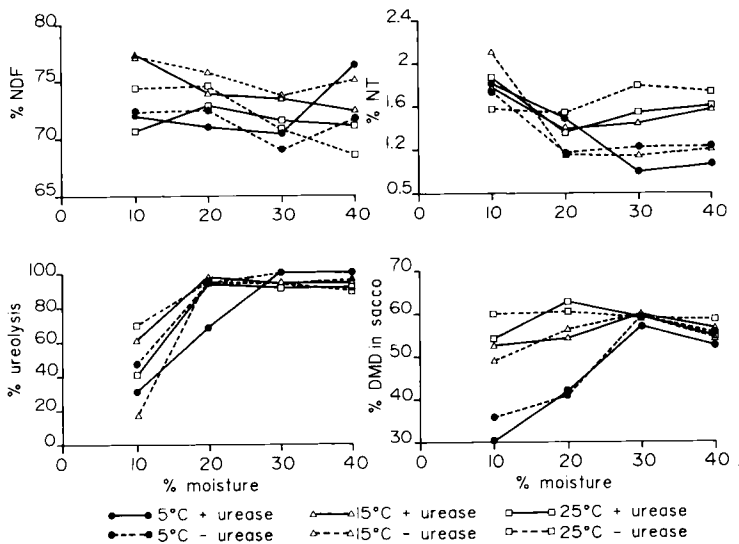 80
75
70
65
% NDF
0 10 20 30 40
2
1.6
1.2
0.5
% NT
0 10 20 30 40
100
80
60
40
20
0
% ureolysis
0 10 20 30 40
% moisture
70
60
50
40
30
% DMD in sacco
0 10 20 30 40
% moisture
5°C + urease 15°C + urease 25°C + urease
5°C - urease 15°C - urease 25°C - urease